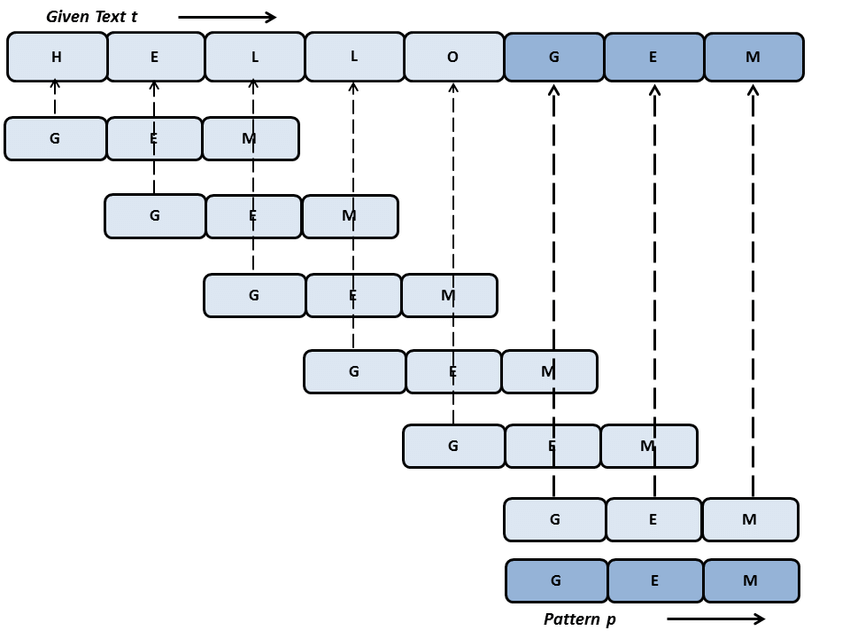 Given Text t
H E L L O G E M
G E M
G E M
G E M
G E M
G E M
G E M
G E M
Pattern p